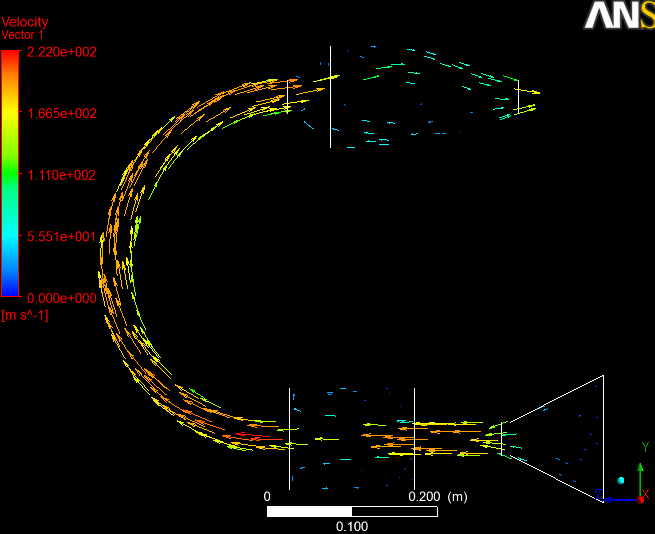 ANS
Velocity
Vector 1
2.220e+002
1.665e+002
1.110e+002
5.551e+001
0.000e+000
[m s^-1]
0 0.200 (m)
0.100
Y
Z X